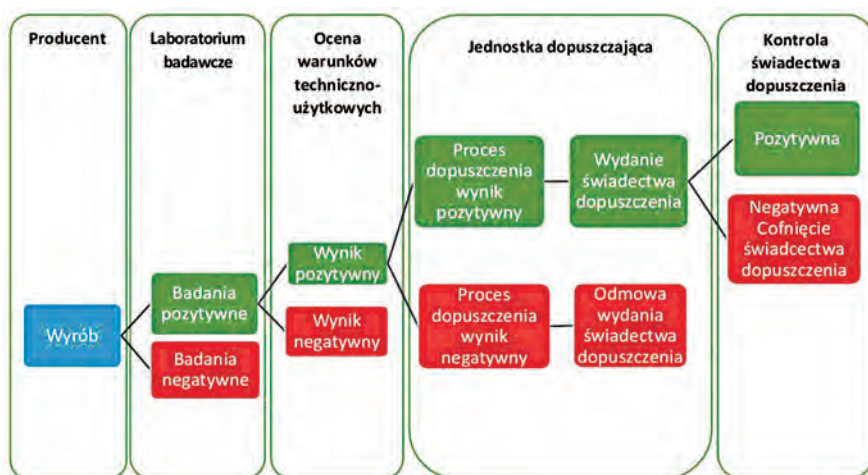 Producent
Laboratorium
badawcze
Ocena
warunków
techniczno-
użytkowych
Jednostka dopuszczająca
Kontrola
świadectwa
dopuszczenia
Wyrób
Badania
pozytywne
Badania
negatywne
Wynik
pozytywny
Wynik
negatywny
Proces
dopuszczenia
wynik
pozytywny
Wydanie
świadectwa
dopuszczenia
Proces
dopuszczenia
wynik
negatywny
Odmowa
wydania
świadectwa
dopuszczenia
Pozytywna
Negatywna
Cofnięcie
świadcectwa
dopuszczenia